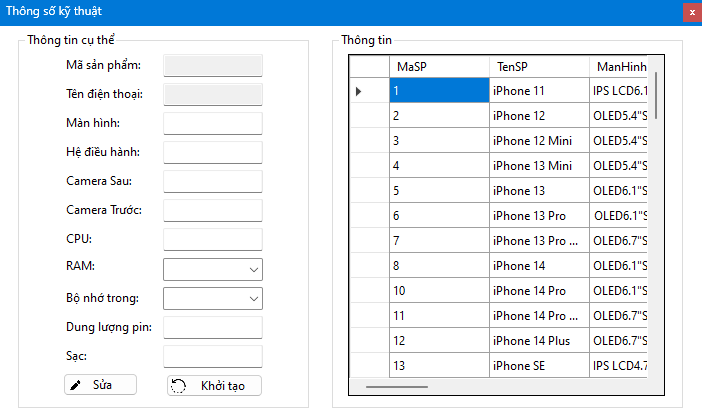 Thông số kỹ thuật
x
Thông tin cụ thể
Mã sản phẩm:
Tên điện thoại:
Màn hình:
Hệ điều hành:
Camera Sau:
Camera Trước:
CPU:
RAM:
Bộ nhớ trong:
Dung lượng pin:
Sạc:
Sửa
Khởi tạo
Thông tin
MaSP TenSP ManHinh
1 iPhone 11 IPS LCD6.1
2 iPhone 12 OLED5.4"S
3 iPhone 12 Mini OLED5.4"S
4 iPhone 13 Mini OLED5.4"S
5 iPhone 13 OLED6.1"S
6 iPhone 13 Pro OLED6.1"S
7 iPhone 13 Pro ... OLED6.7"S
8 iPhone 14 OLED6.1"S
10 iPhone 14 Pro OLED6.1"S
11 iPhone 14 Pro ... OLED6.7"S
12 iPhone 14 Plus OLED6.7"S
13 iPhone SE IPS LCD4.7